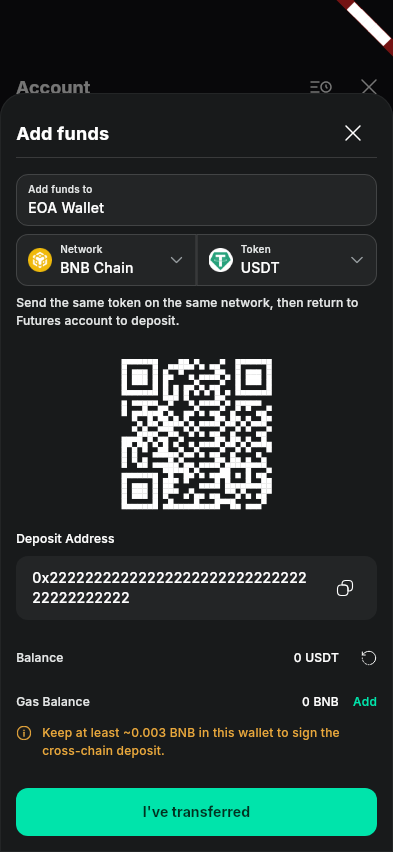 Account
Add funds
Add funds to
EOA Wallet
Network
BNB Chain
Token
USDT
Send the same token on the same network, then return to
Futures account to deposit.
Deposit Address
0x22222222222222222222222222222
22222222222
Balance
0 USDT
Gas Balance
0 BNB
Add
Keep at least ~0.003 BNB in this wallet to sign the
cross-chain deposit.
I've transferred